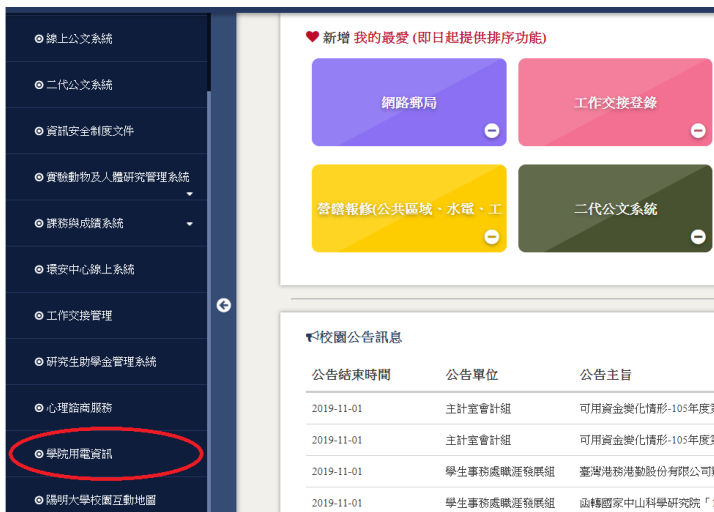 線上公文系統
二代公文系統
資訊安全制度文件
實驗動物及人體研究管理系統
課務與成績系統
環安中心線上系統
工作交接管理
研究生助學金管理系統
心理諮商服務
學院用電資訊
陽明大學校園互動地圖
新增 我的最愛 (即日起提供排序功能)
網路郵局
工作交接登錄
營繕報修(公共區域、水電、工
二代公文系統
校園公告訊息
公告結束時間 公告單位 公告主旨
2019-11-01 主計室會計組 可用資金變化情形-105年度
2019-11-01 主計室會計組 可用資金變化情形-105年度
2019-11-01 學生事務處職涯發展組 臺灣港務港勤股份有限公司
2019-11-01 學生事務處職涯發展組 函轉國家中山科學研究院「